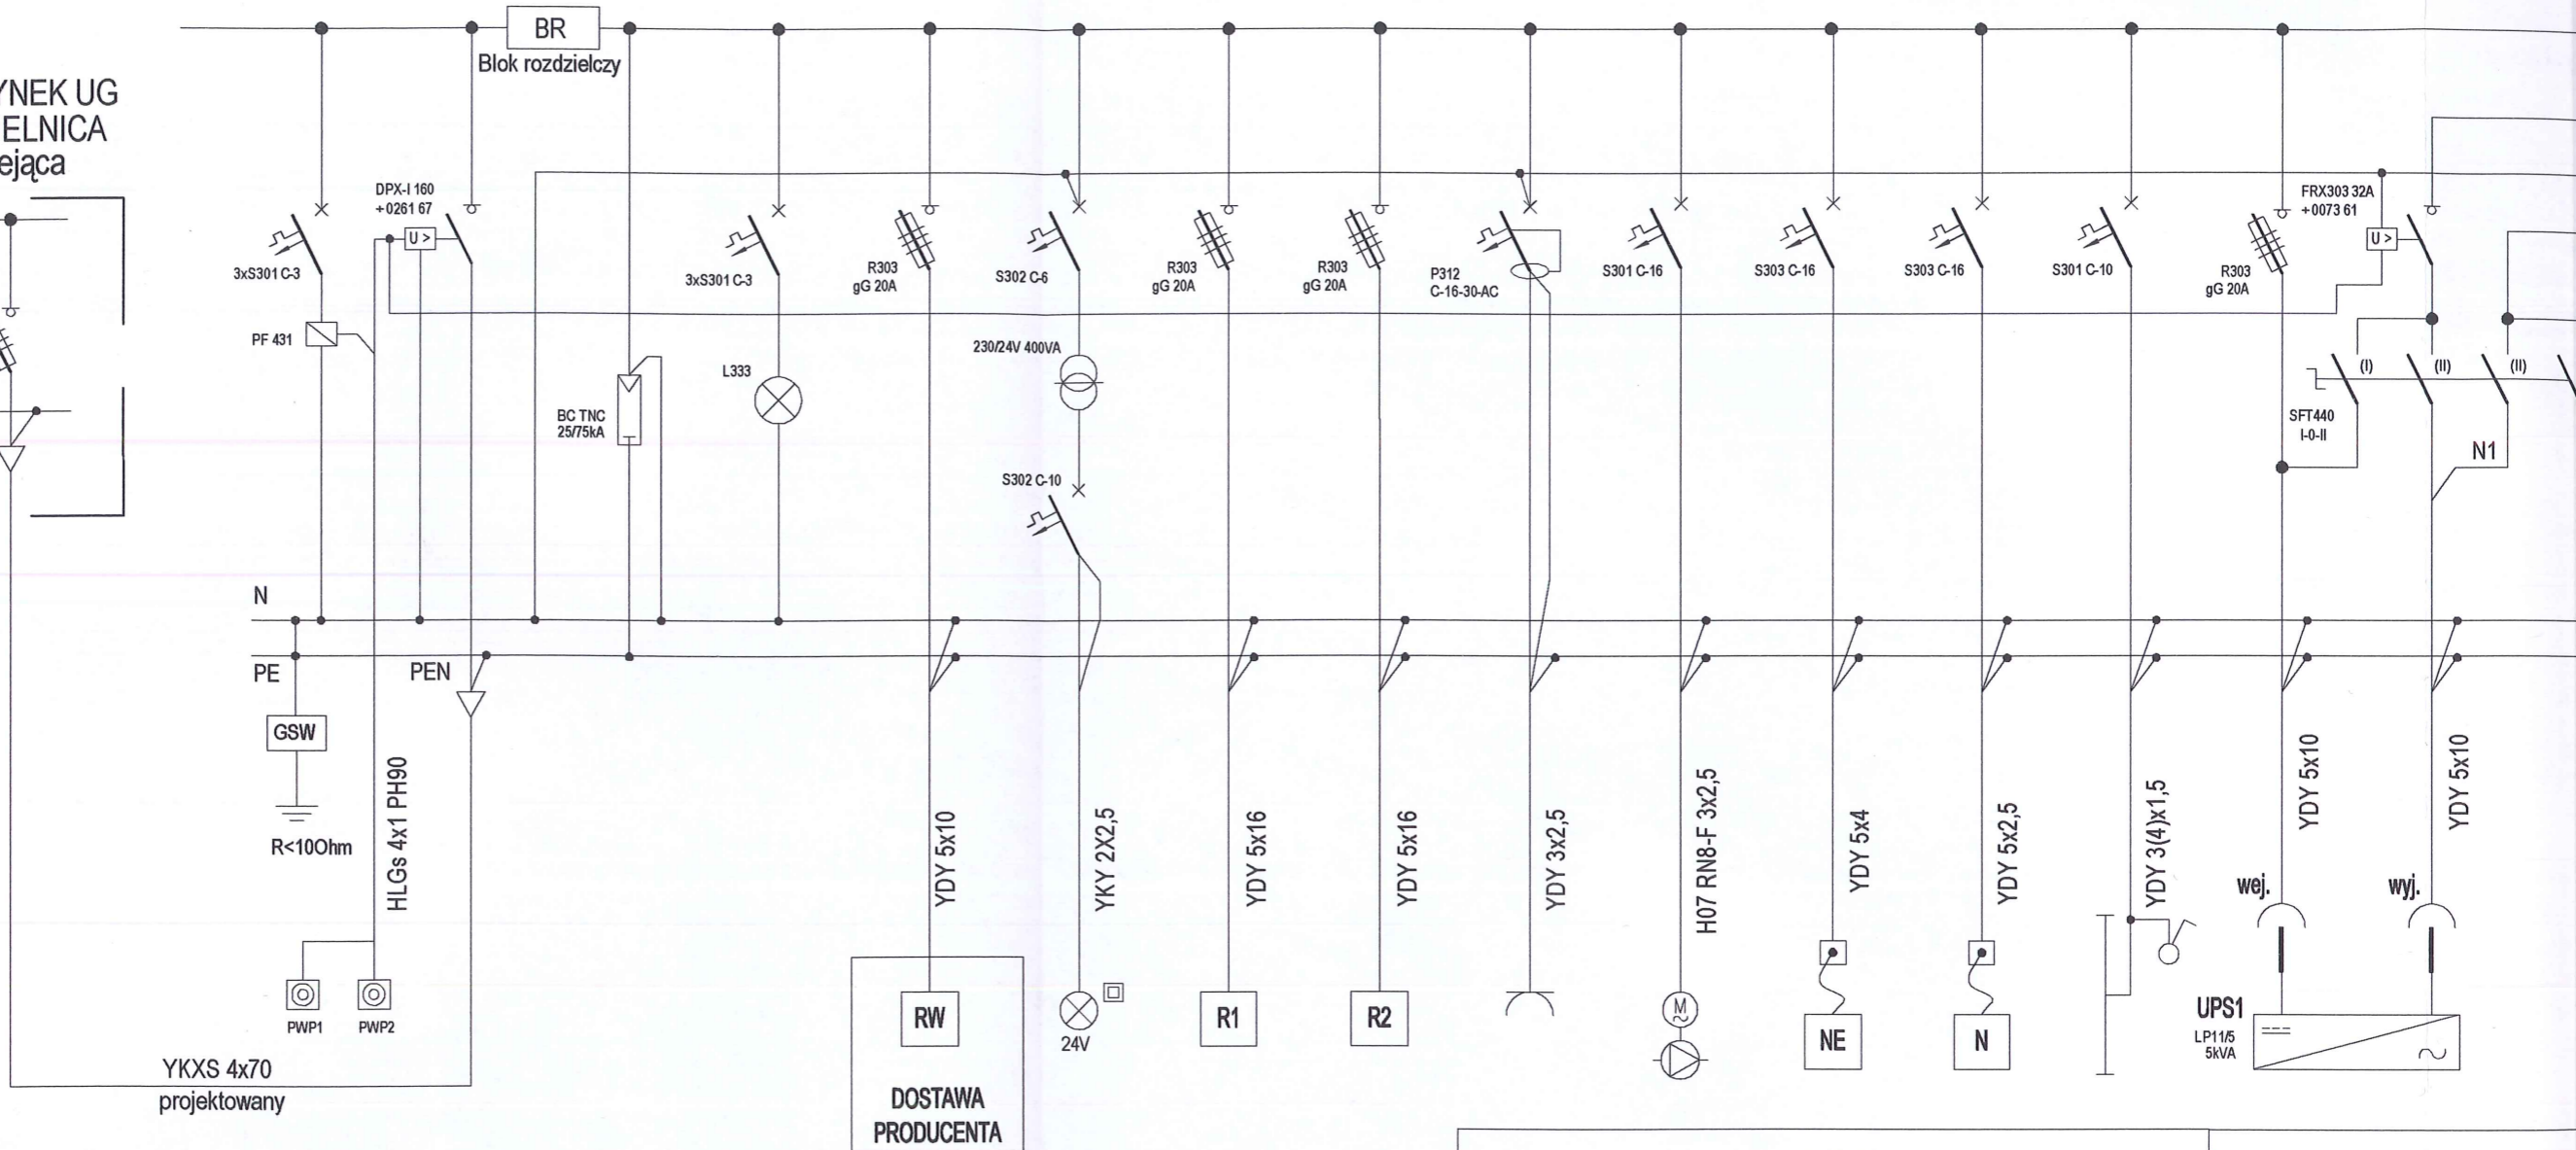 BR
Blok rozdzielczy
YNEK UG
ELNICA
ejąca
DPX-I 160
+0261 67
U >
3xS301 C-3
PF 431
BC TNC
25/75kA
3xS301 C-3
L333
R303
gG 20A
S302 C-6
230/24V 400VA
S302 C-10
R303
gG 20A
R303
gG 20A
P312
C-16-30-AC
S301 C-16
S303 C-16
S303 C-16
S301 C-10
R303
gG 20A
FRX303 32A
+0073 61
U >
(I)
(II)
(II)
SFT440
I-0-II
N1
N
PE
PEN
GSW
R<10Ohm
HLGs 4x1 PH90
PWP1
PWP2
YKXS 4x70
projektowany
YDY 5x10
YKY 2X2,5
YDY 5x16
YDY 5x16
YDY 3x2,5
H07 RN8-F 3x2,5
YDY 5x4
YDY 5x2,5
YDY 3(4)x1,5
YDY 5x10
YDY 5x10
wej.
wyj.
RW
DOSTAWA
PRODUCENTA
24V
R1
R2
M
~
NE
N
UPS1
LP11/5
5kVA